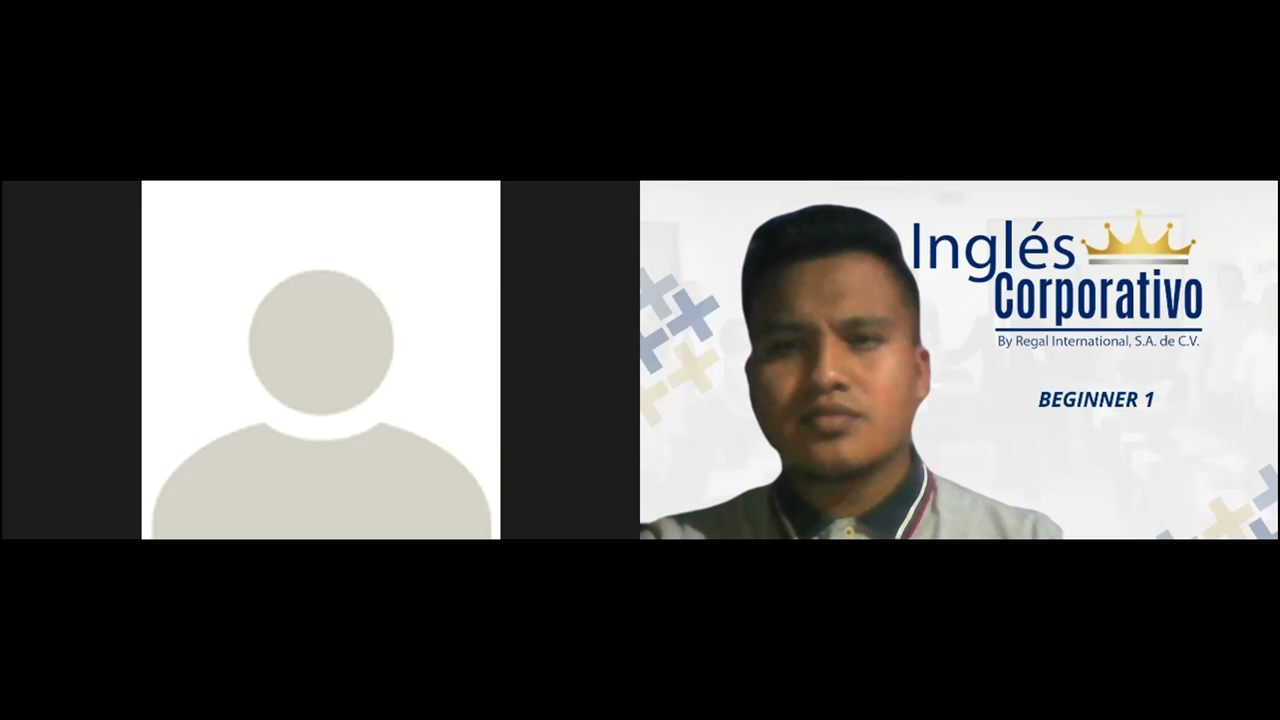 Inglés
Corporativo
By Regal International, S.A. de C.V.
BEGINNER 1